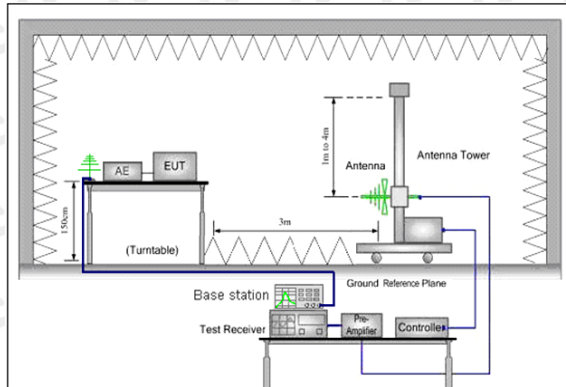 1m to 4m
Antenna Tower
Antenna
AE
EUT
150cm
3m
(Turntable)
Ground Reference Plane
Base station
Test Receiver
Pre-
Amplifier
Controller